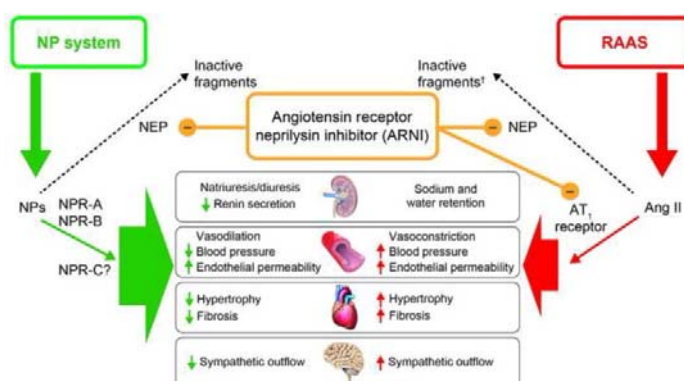 NP system
RAAS
Inactive
fragments
Inactive
fragments†
Angiotensin receptor
neprilysin inhibitor (ARNI)
NEP
−
−
NEP
−
NPs
NPR-A
NPR-B
NPR-C?
AT1
receptor
Ang II
Natriuresis/diuresis
↓ Renin secretion
Sodium and
water retention
Vasodilation
↓ Blood pressure
↑ Endothelial permeability
Vasoconstriction
↑ Blood pressure
↑ Endothelial permeability
↓ Hypertrophy
↓ Fibrosis
↑ Hypertrophy
↑ Fibrosis
↓ Sympathetic outflow
↑ Sympathetic outflow